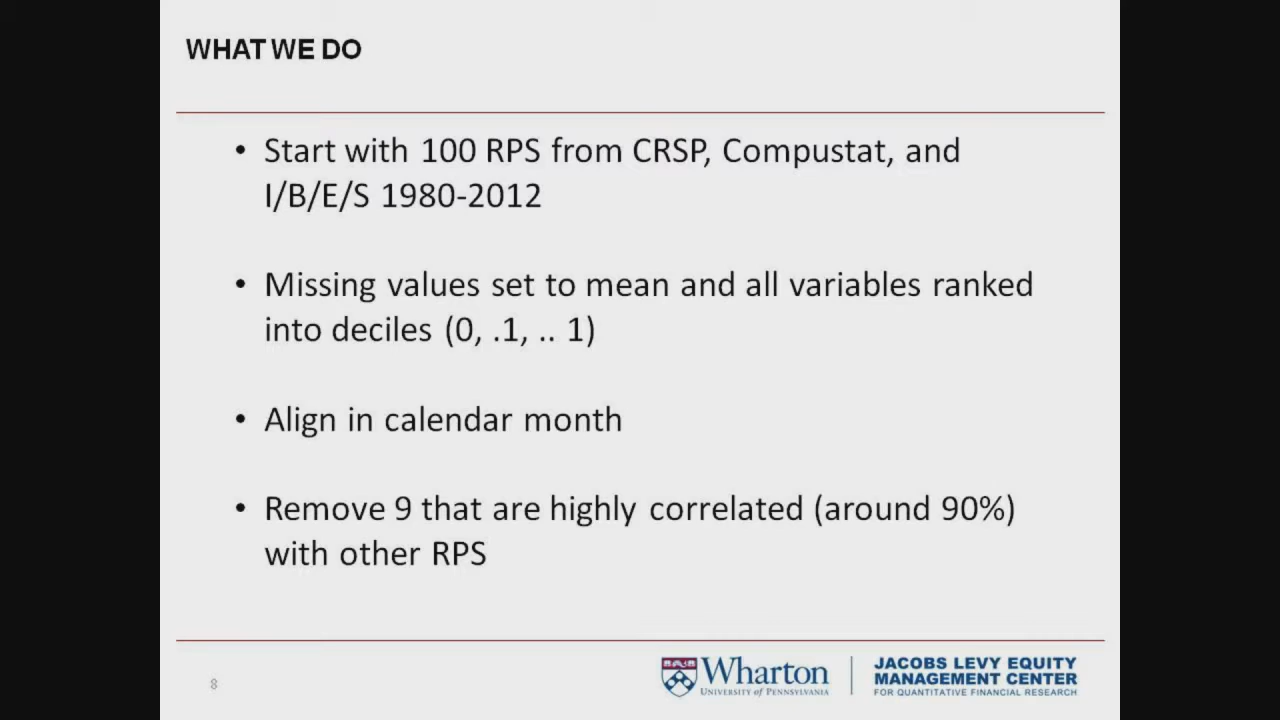 WHAT WE DO
• Start with 100 RPS from CRSP, Compustat, and
I/B/E/S 1980-2012
• Missing values set to mean and all variables ranked
into deciles (0, .1, .. 1)
• Align in calendar month
• Remove 9 that are highly correlated (around 90%)
with other RPS
8
Wharton
UNIVERSITY OF PENNSYLVANIA
JACOBS LEVY EQUITY
MANAGEMENT CENTER
FOR QUANTITATIVE FINANCIAL RESEARCH